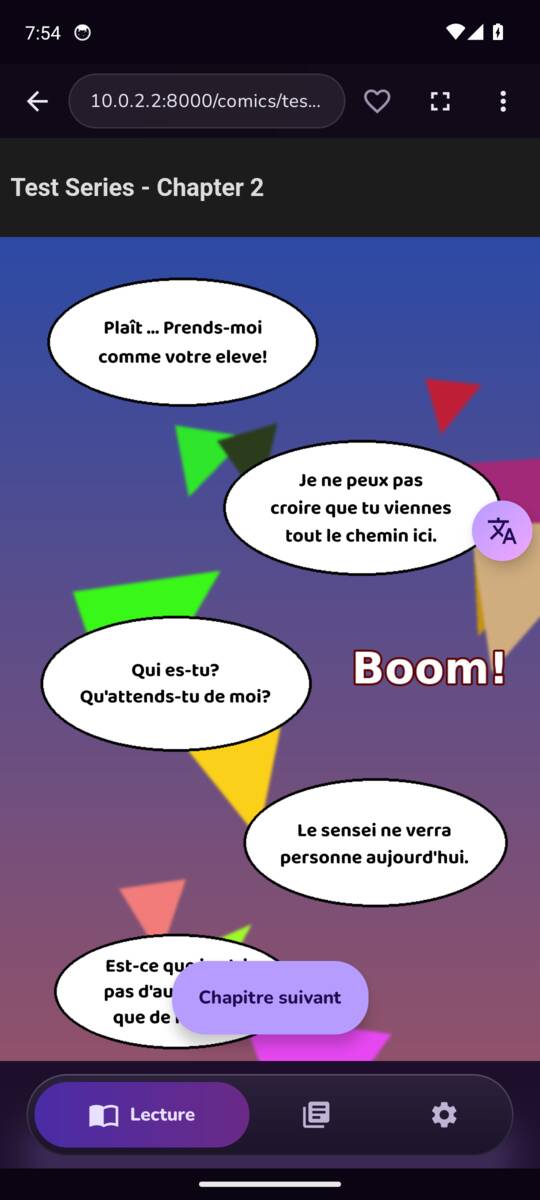 7:54
10.0.2.2:8000/comics/tes...
Test Series - Chapter 2
Plaît ... Prends-moi
comme votre eleve!
Je ne peux pas
croire que tu viennes
tout le chemin ici.
Qui es-tu?
Qu'attends-tu de moi?
Boom!
Le sensei ne verra
personne aujourd'hui.
Est-ce que
pas
que de
Chapitre suivant
Lecture